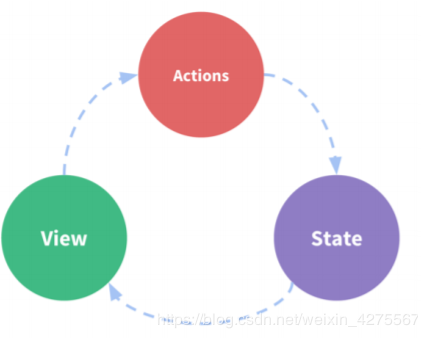 Actions
View
State
https://blog.csdn.net/weixin_4275567